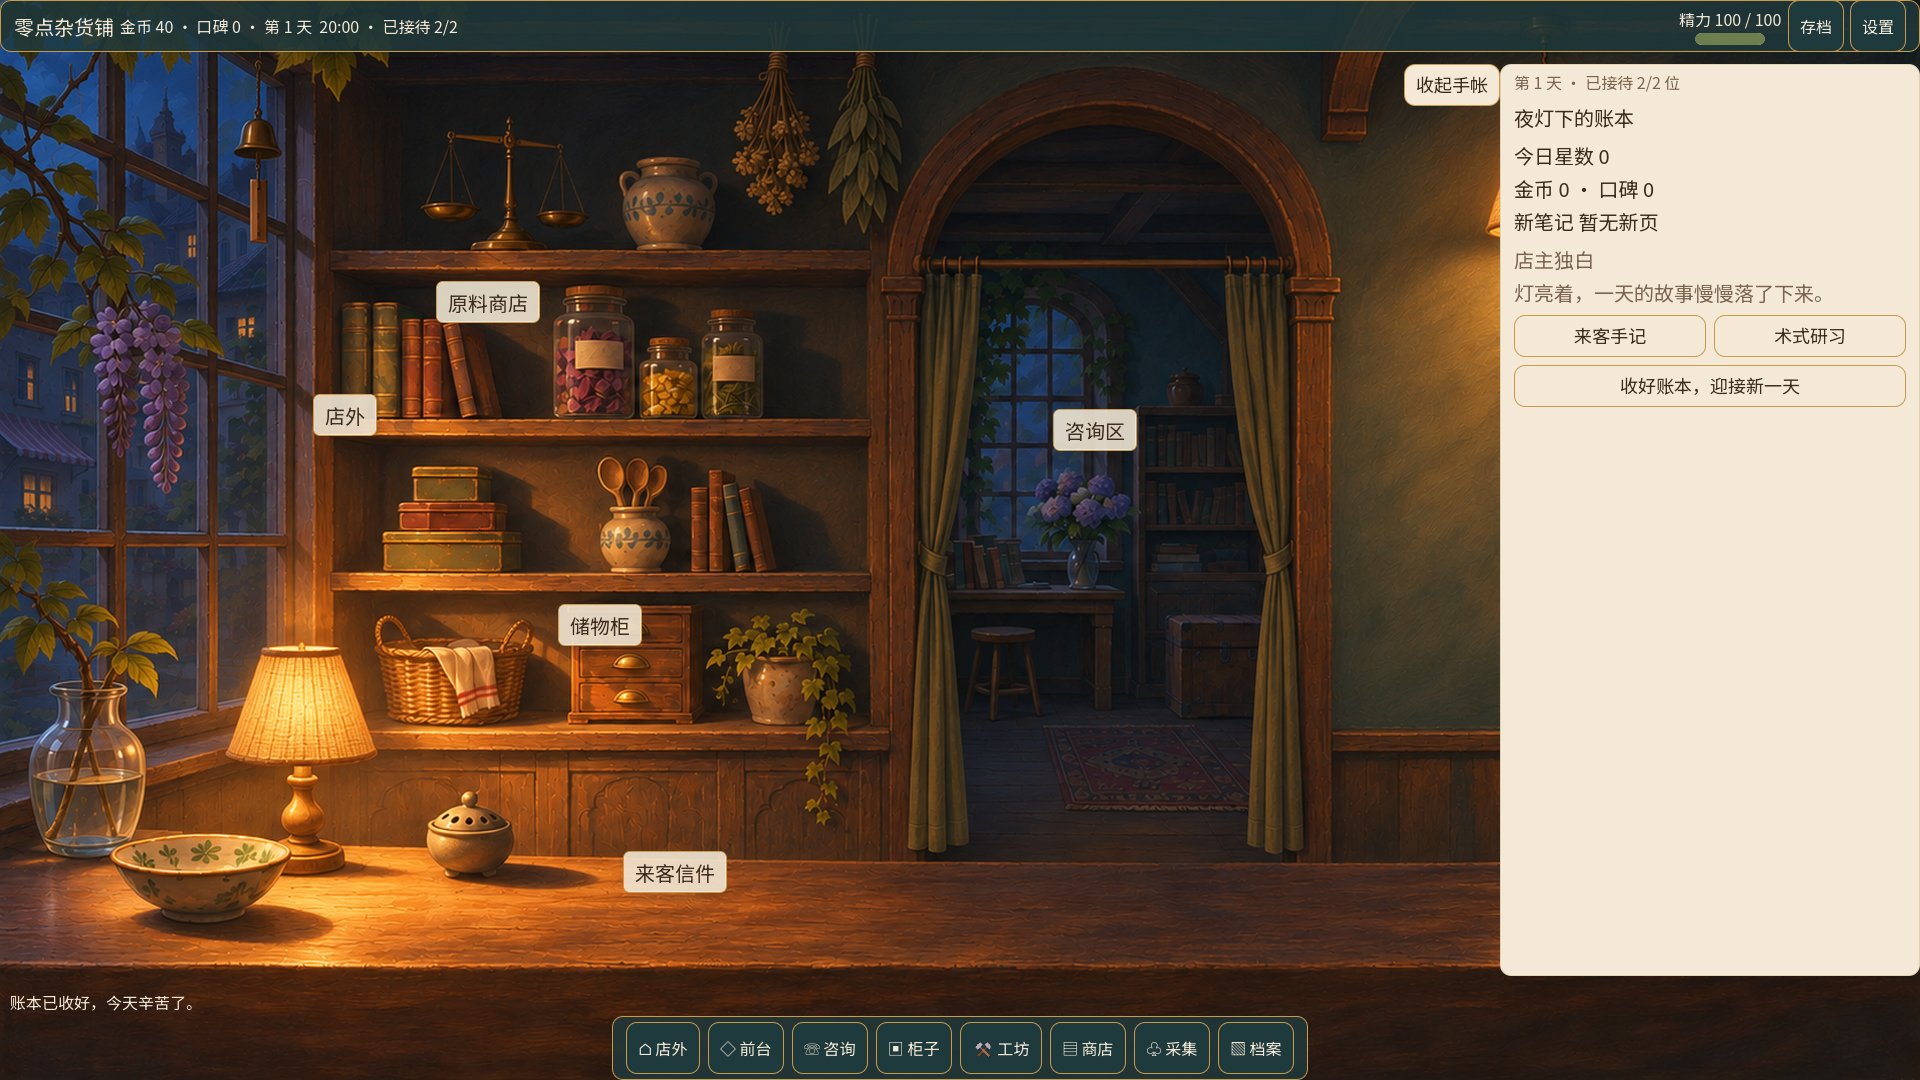 零点杂货铺 金币 40 · 口碑 0 · 第 1 天 20:00 · 已接待 2/2
精力 100 / 100
存档
设置
收起手帐
第 1 天 · 已接待 2/2 位
夜灯下的账本
今日星数 0
金币 0 · 口碑 0
新笔记 暂无新页
店主独白
灯亮着，一天的故事慢慢落了下来。
来客手记
术式研习
收好账本，迎接新一天
原料商店
店外
咨询区
储物柜
来客信件
账本已收好，今天辛苦了。
店外
前台
咨询
柜子
工坊
商店
采集
档案